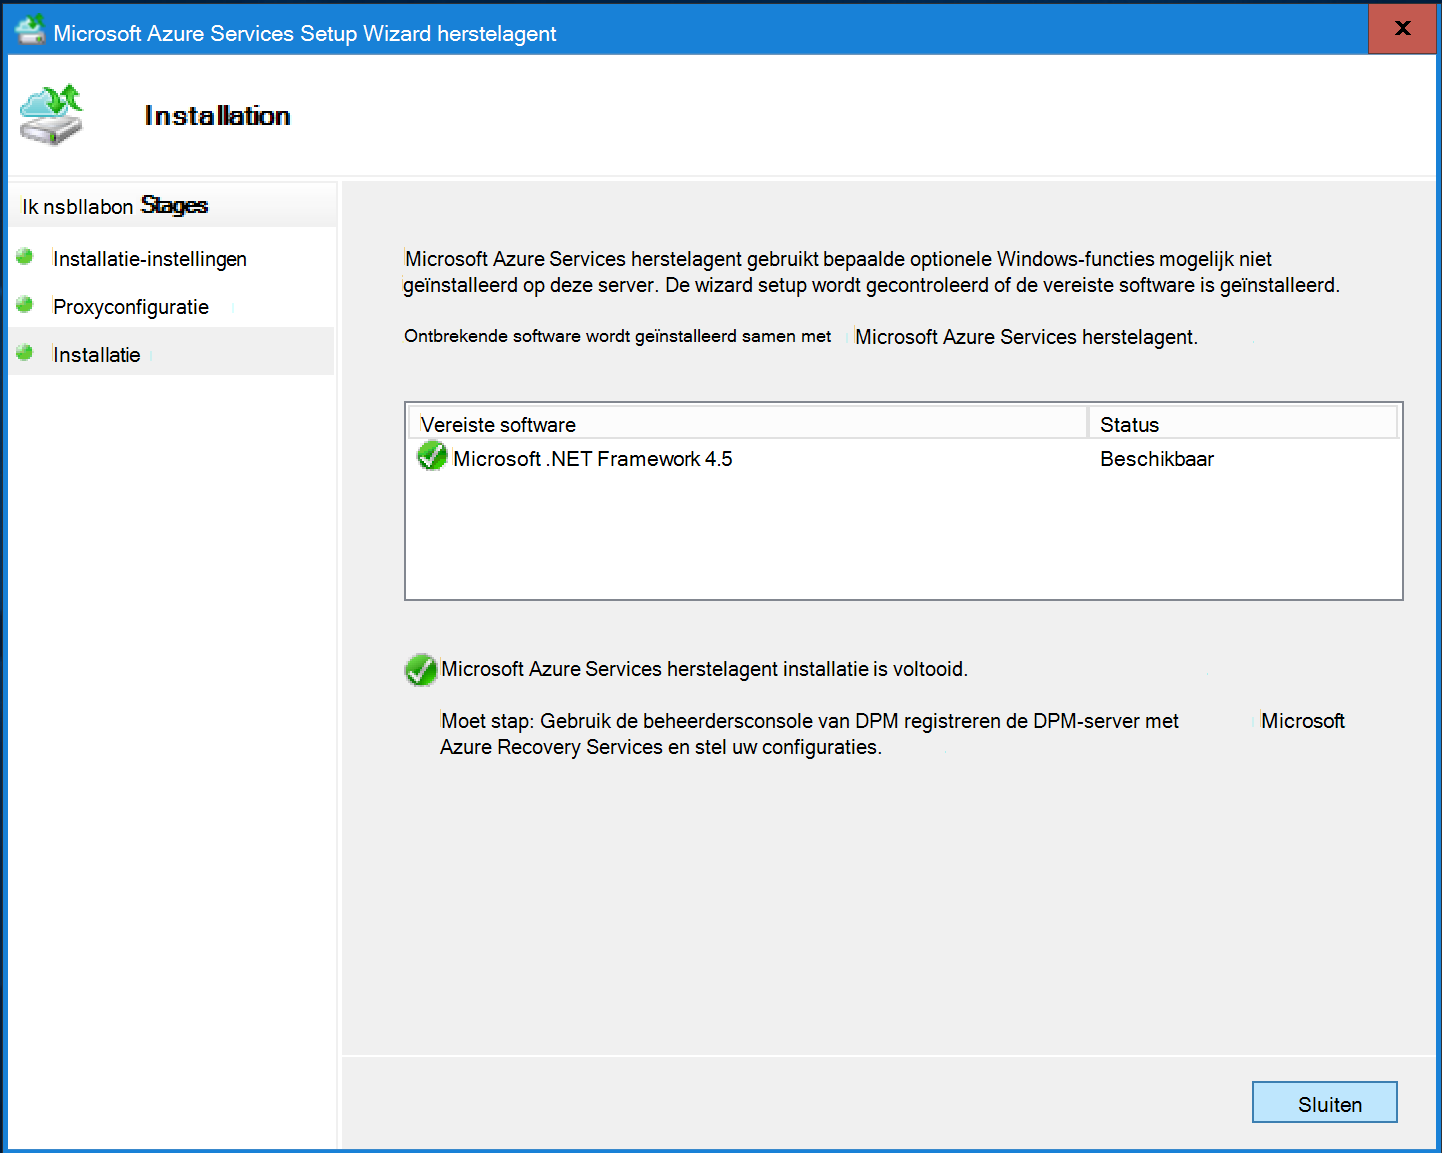 Microsoft Azure Services Setup Wizard herstelagent
x
Installation
Ik nsbllabon Stages
Installatie-instellingen
Proxyconfiguratie
Installatie
Microsoft Azure Services herstelagent gebruikt bepaalde optionele Windows-functies mogelijk niet
geïnstalleerd op deze server. De wizard setup wordt gecontroleerd of de vereiste software is geïnstalleerd.
Ontbrekende software wordt geïnstalleerd samen met Microsoft Azure Services herstelagent.
Vereiste software Status
Microsoft .NET Framework 4.5 Beschikbaar
Microsoft Azure Services herstelagent installatie is voltooid.
Moet stap: Gebruik de beheerdersconsole van DPM registreren de DPM-server met Microsoft
Azure Recovery Services en stel uw configuraties.
Sluiten